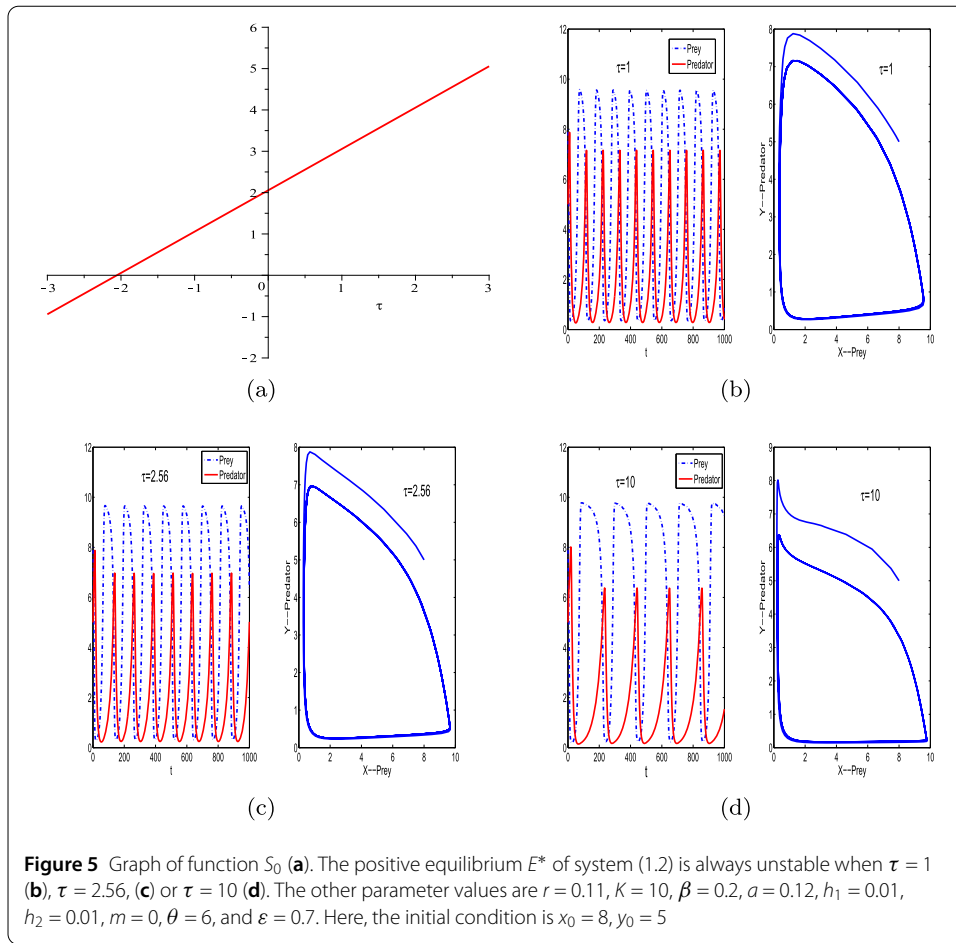 6
5
4
3
2
1
0
-1
-2
-3 -2 -1 1 2 3
τ
(a)
12
10
8
6
4
2
0
0 200 400 600 800 1000
t
τ=1
Prey
Predator
8
7
6
5
4
3
2
1
0
0 2 4 6 8 10
Y--Predator
X--Prey
τ=1
(b)
12
10
8
6
4
2
0
0 200 400 600 800 1000
t
τ=2.56
Prey
Predator
8
7
6
5
4
3
2
1
0
0 2 4 6 8 10
Y--Predator
X--Prey
τ=2.56
(c)
12
10
8
6
4
2
0
0 200 400 600 800 1000
t
τ=10
Prey
Predator
9
8
7
6
5
4
3
2
1
0
0 2 4 6 8 10
Y--Predator
X--Prey
τ=10
(d)
Figure 5 Graph of function S₀ (a). The positive equilibrium E* of system (1.2) is always unstable when τ = 1
(b), τ = 2.56, (c) or τ = 10 (d). The other parameter values are r = 0.11, K = 10, β = 0.2, a = 0.12, h₁ = 0.01,
h₂ = 0.01, m = 0, θ = 6, and ε = 0.7. Here, the initial condition is x₀ = 8, y₀ = 5